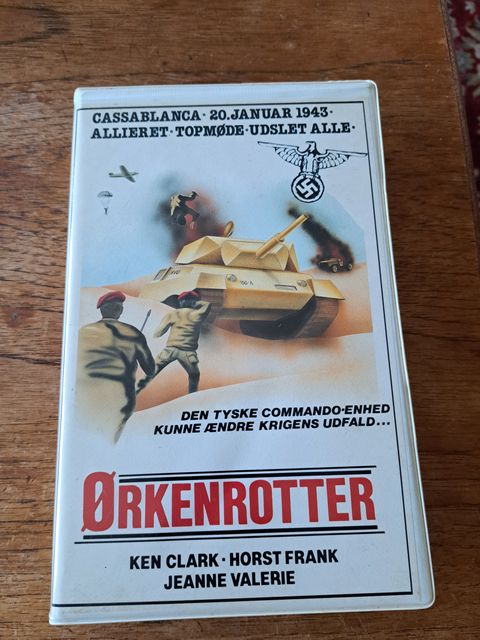 CASSABLANCA · 20.JANUAR 1943 ·
ALLIERET · TOPMØDE · UDSLET ALLE ·
DEN TYSKE COMMANDO-ENHED
KUNNE ÆNDRE KRIGENS UDFALD...
ØRKENROTTER
KEN CLARK · HORST FRANK
JEANNE VALERIE